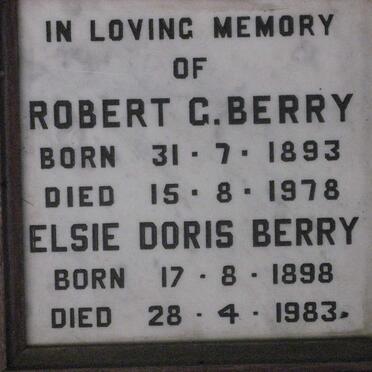 IN LOVING MEMORY
OF
ROBERT G. BERRY
BORN 31 · 7 · 1893
DIED 15 · 8 · 1978
ELSIE DORIS BERRY
BORN 17 · 8 · 1898
DIED 28 · 4 · 1983.